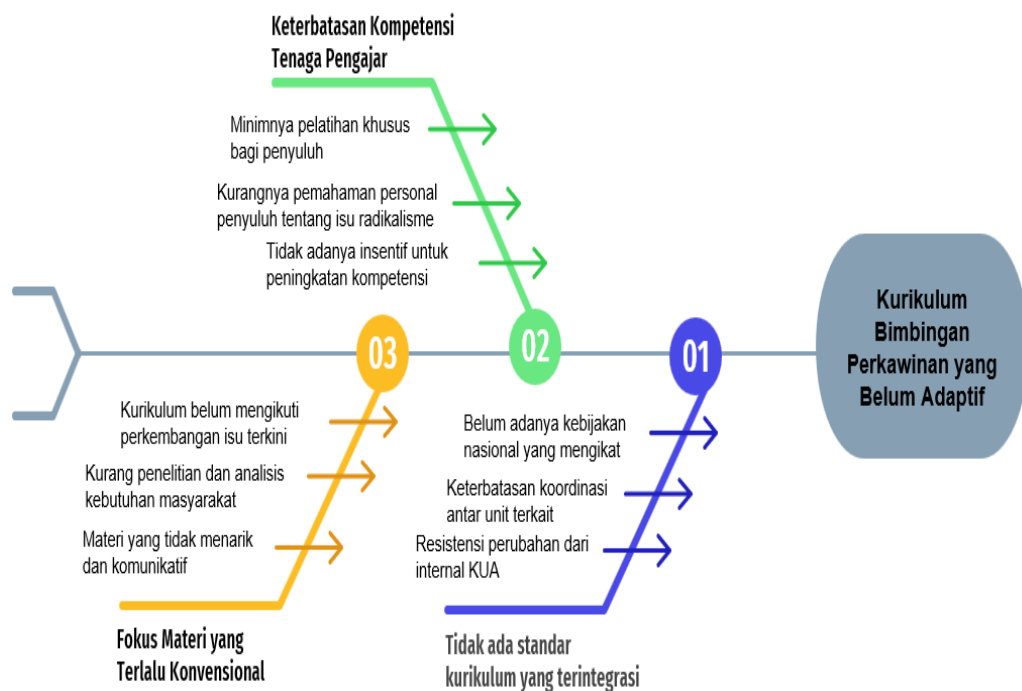 Keterbatasan Kompetensi
Tenaga Pengajar
Minimnya pelatihan khusus
bagi penyuluh
Kurangnya pemahaman personal
penyuluh tentang isu radikalisme
Tidak adanya insentif untuk
peningkatan kompetensi
03
02
01
Kurikulum
Bimbingan
Perkawinan yang
Belum Adaptif
Kurikulum belum mengikuti
perkembangan isu terkini
Kurang penelitian dan analisis
kebutuhan masyarakat
Materi yang tidak menarik
dan komunikatif
Fokus Materi yang
Terlalu Konvensional
Belum adanya kebijakan
nasional yang mengikat
Keterbatasan koordinasi
antar unit terkait
Resistensi perubahan dari
internal KUA
Tidak ada standar
kurikulum yang terintegrasi